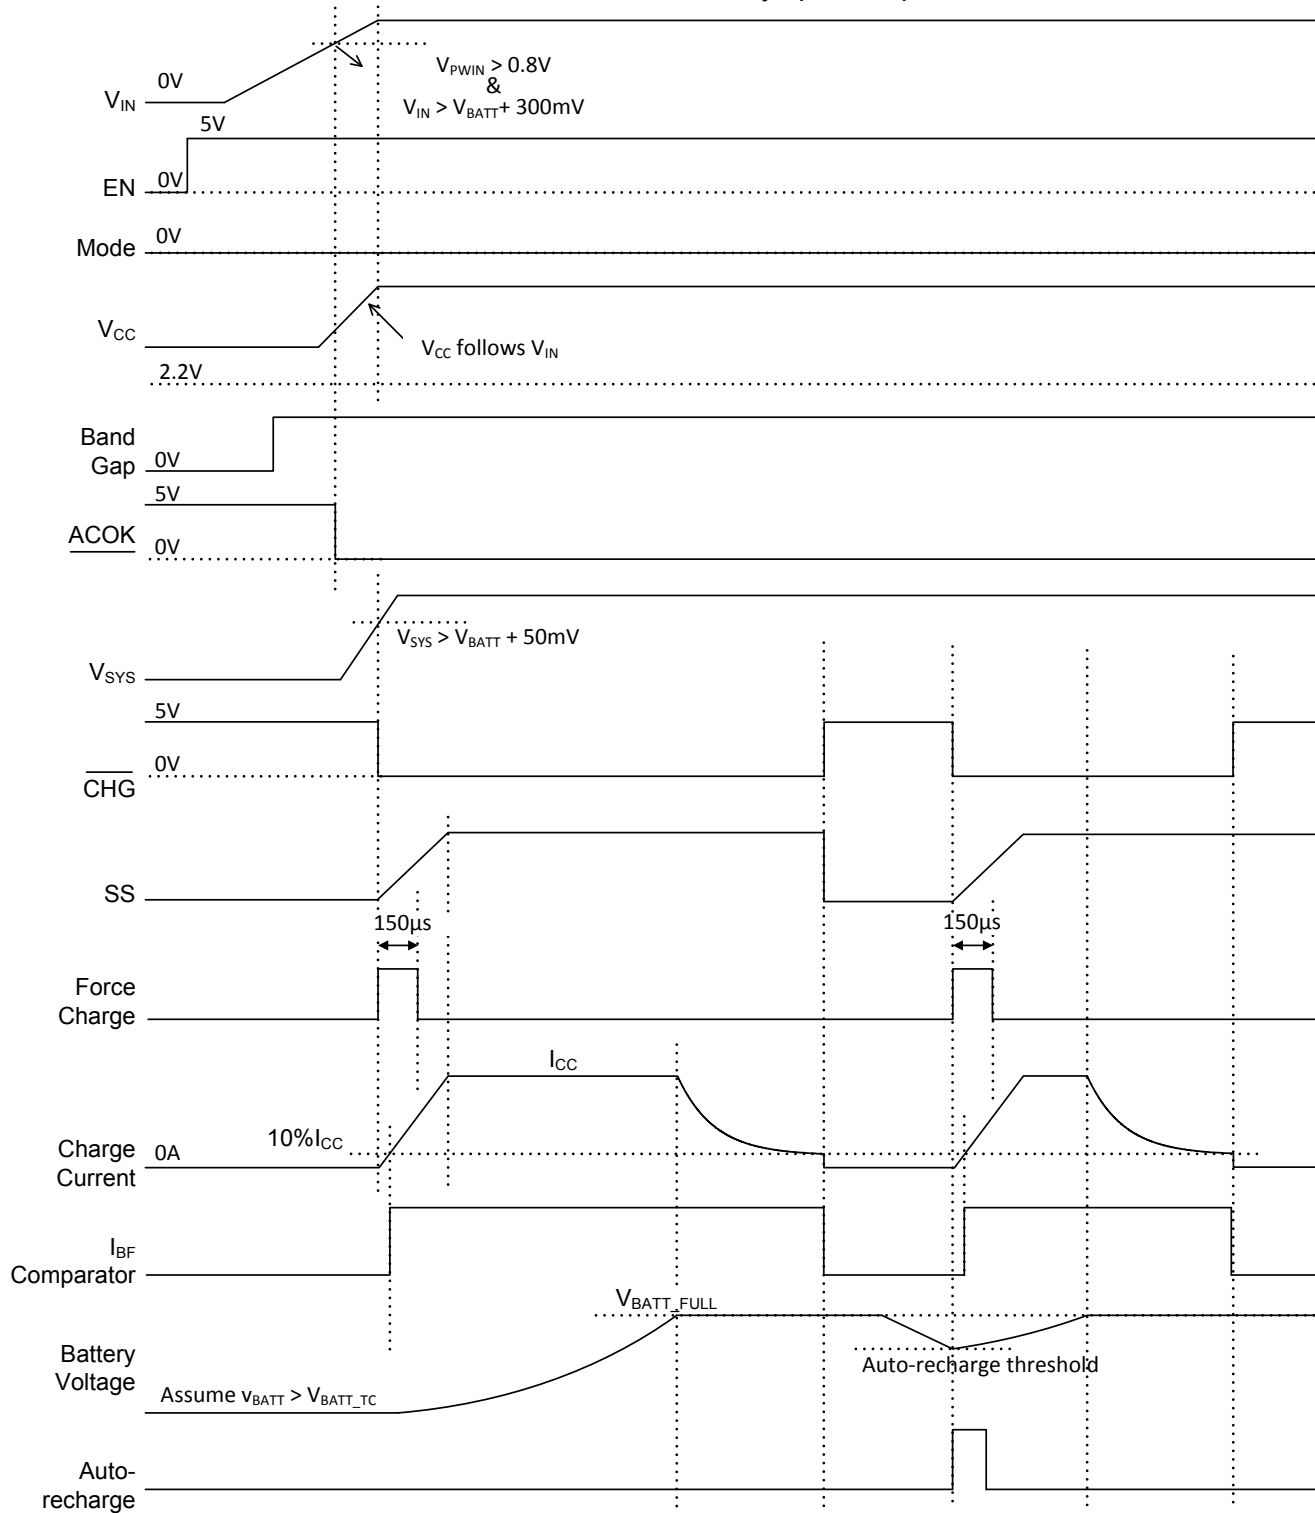 0V
V_PWIN > 0.8V
&
V_IN > V_BATT+ 300mV
V_IN
5V
EN
0V
Mode
0V
V_CC
V_CC follows V_IN
2.2V
Band
Gap
0V
5V
ACOK
0V
V_SYS > V_BATT + 50mV
V_SYS
5V
0V
CHG
SS
150µs
150µs
Force
Charge
I_CC
10%I_CC
Charge
Current
0A
I_BF
Comparator
V_BATT_FULL
Battery
Voltage
Auto-recharge threshold
Assume v_BATT > V_BATT_TC
Auto-
recharge